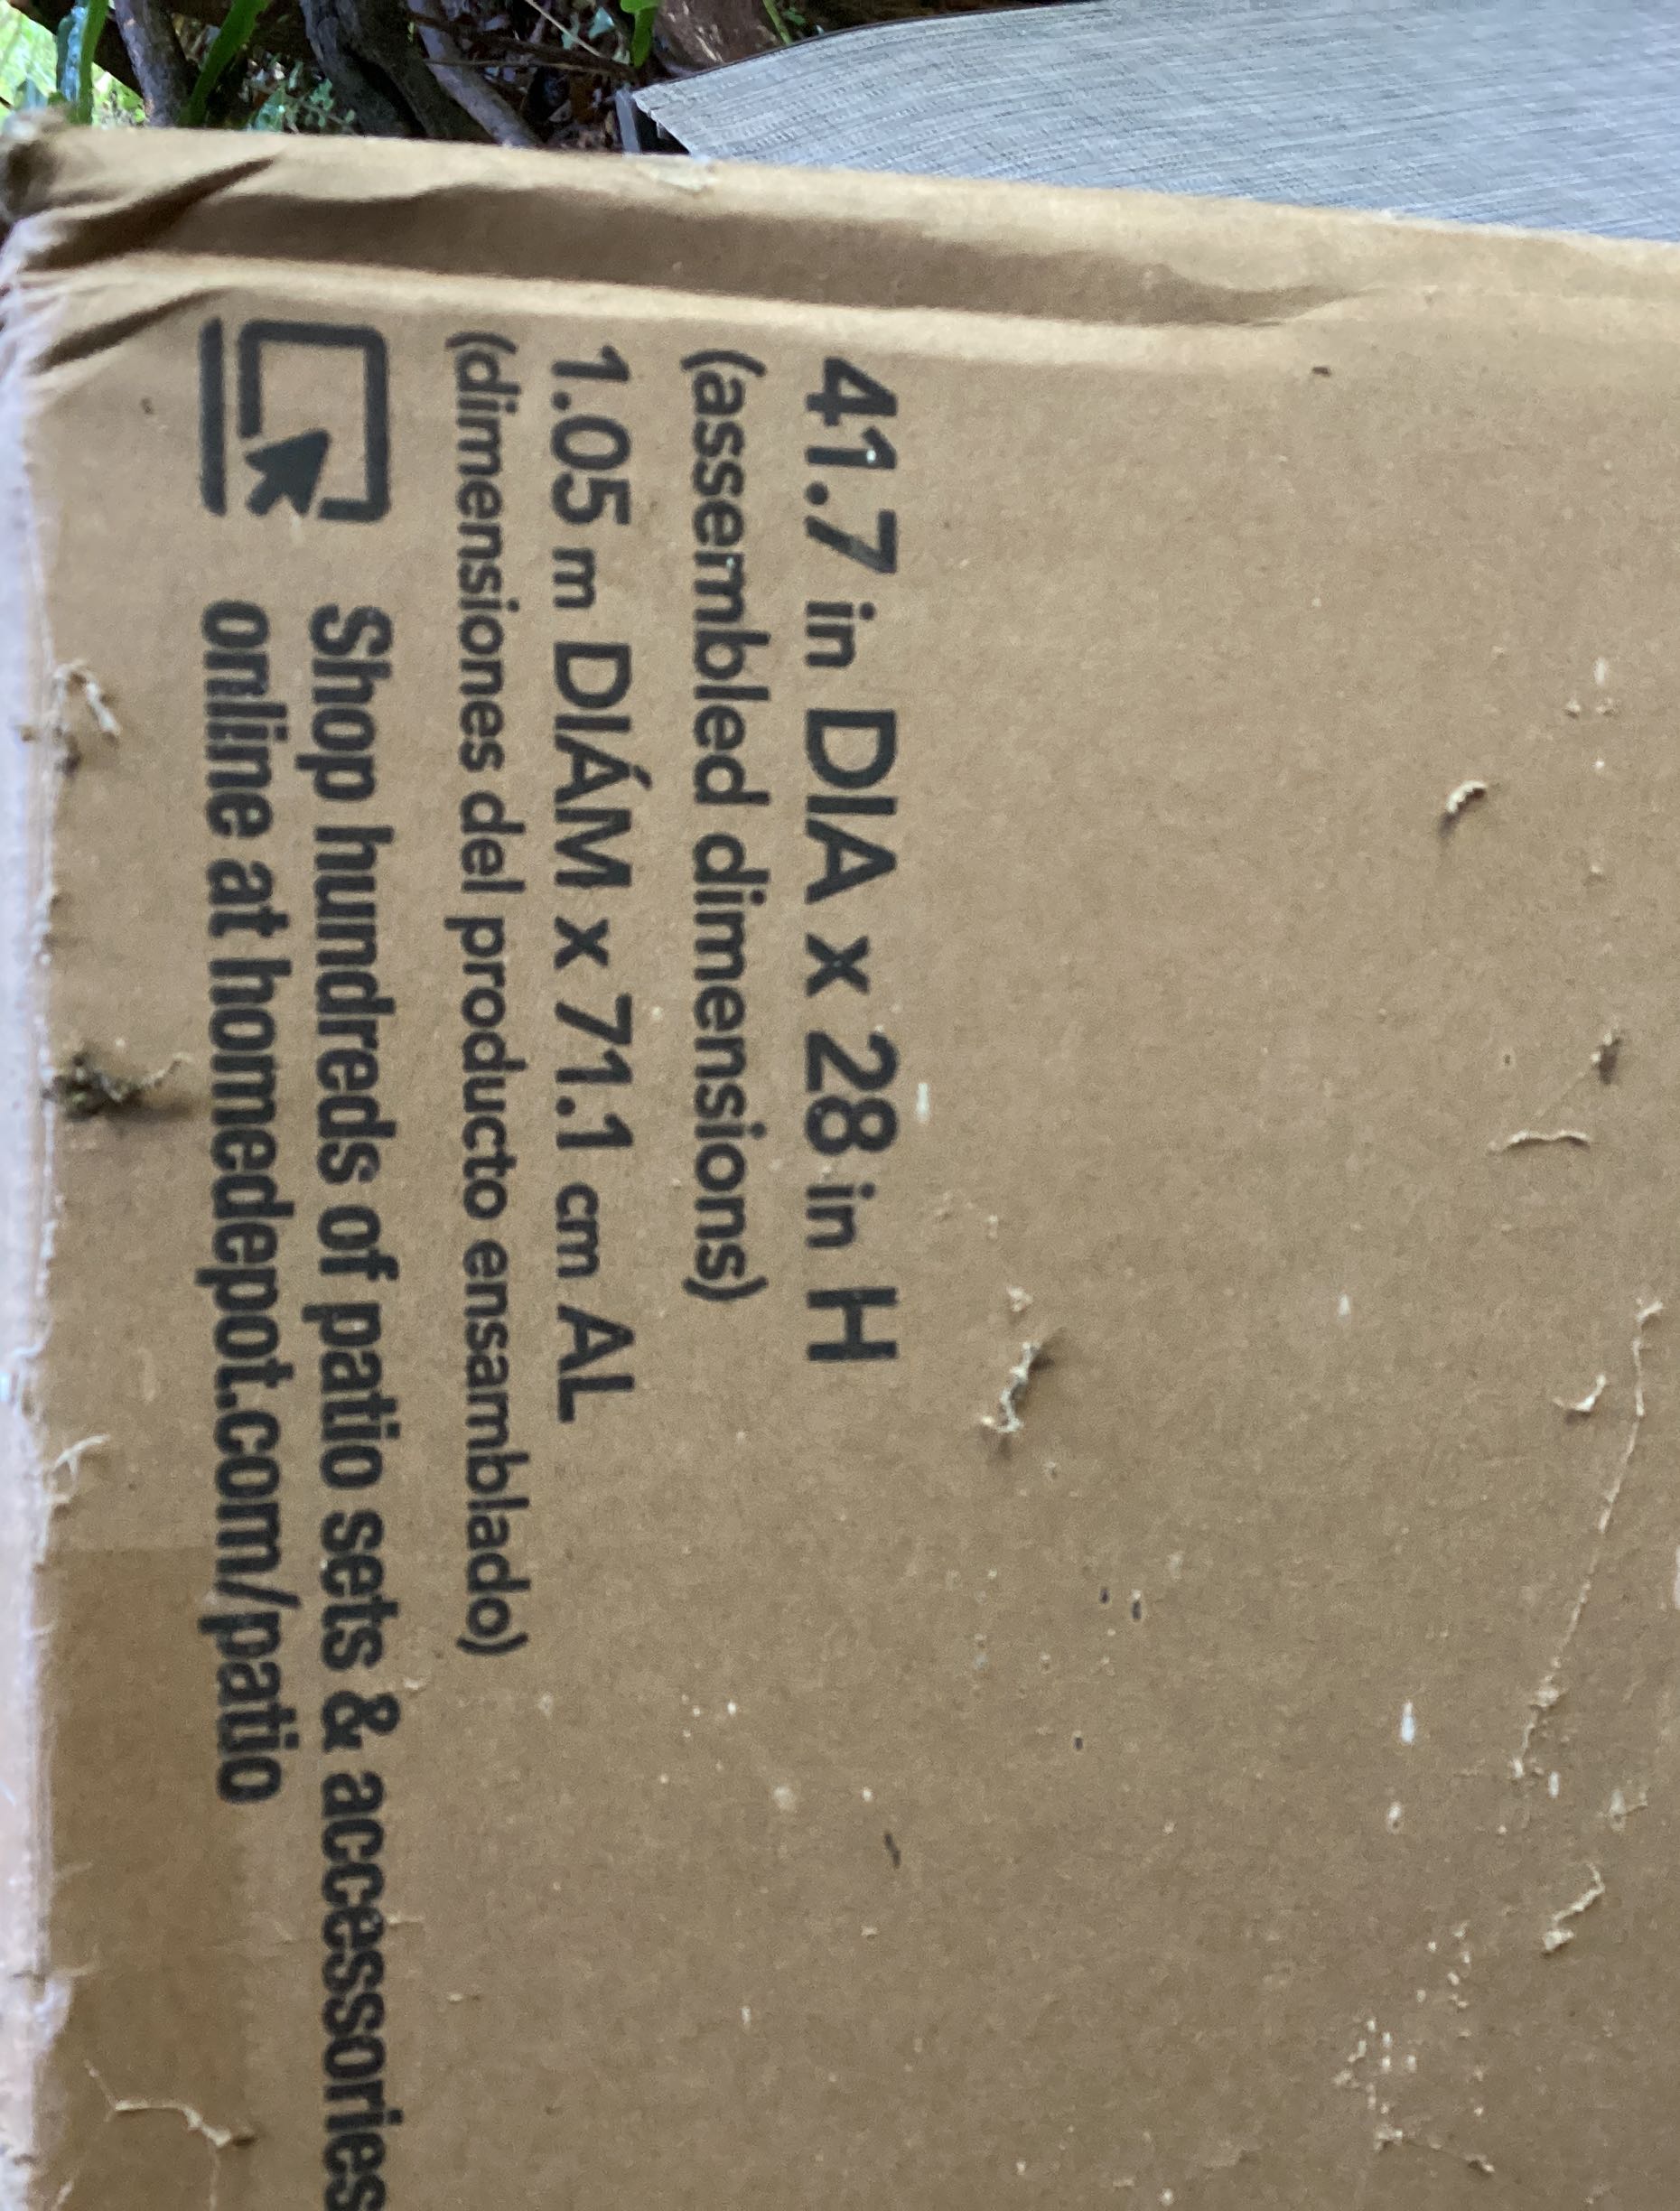 41.7 in DIA x 28 in H
(assembled dimensions)
1.05 m DIÁM x 71.1 cm AL
(dimensiones del producto ensamblado)
Shop hundreds of patio sets & accessories
online at homedepot.com/patio